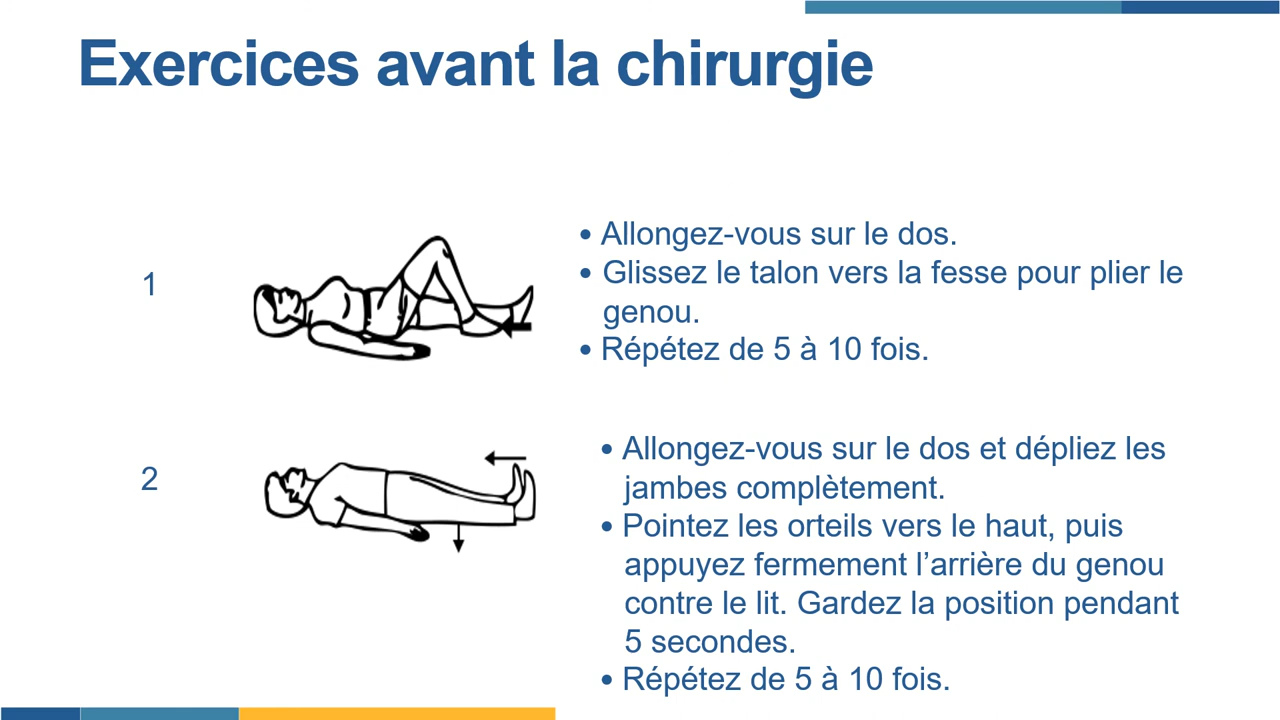 Exercices avant la chirurgie
1
• Allongez-vous sur le dos.
• Glissez le talon vers la fesse pour plier le
genou.
• Répétez de 5 à 10 fois.
2
• Allongez-vous sur le dos et dépliez les
jambes complètement.
• Pointez les orteils vers le haut, puis
appuyez fermement l’arrière du genou
contre le lit. Gardez la position pendant
5 secondes.
• Répétez de 5 à 10 fois.